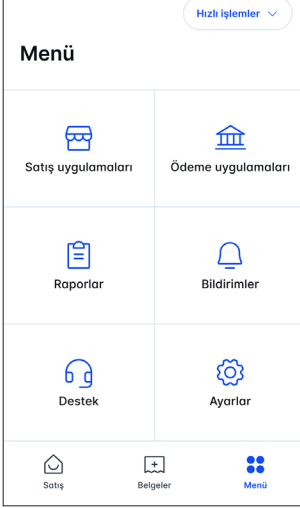 Hızlı işlemler
Menü
Satış uygulamaları
Ödeme uygulamaları
Raporlar
Bildirimler
Destek
Ayarlar
Satış
Belgeler
Menü